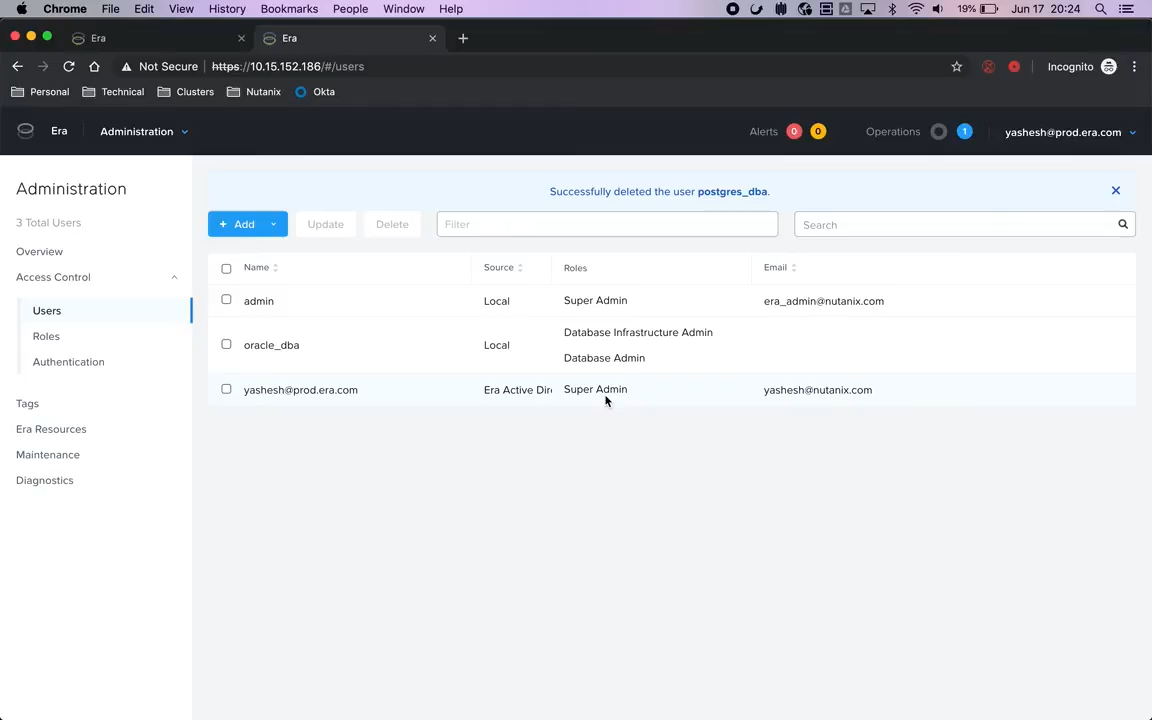 Chrome File Edit View History Bookmarks People Window Help 19% Jun 17 20:24
Era Era
Not Secure https://10.15.152.186/#/users Incognito
Personal Technical Clusters Nutanix Okta
Era Administration Alerts 0 0 Operations 1 yashesh@prod.era.com
Administration
3 Total Users
Overview
Access Control
Users
Roles
Authentication
Tags
Era Resources
Maintenance
Diagnostics
Successfully deleted the user postgres_dba.
+ Add Update Delete Filter Search
Name Source Roles Email
admin Local Super Admin era_admin@nutanix.com
oracle_dba Local Database Infrastructure Admin
Database Admin
yashesh@prod.era.com Era Active Dir Super Admin yashesh@nutanix.com